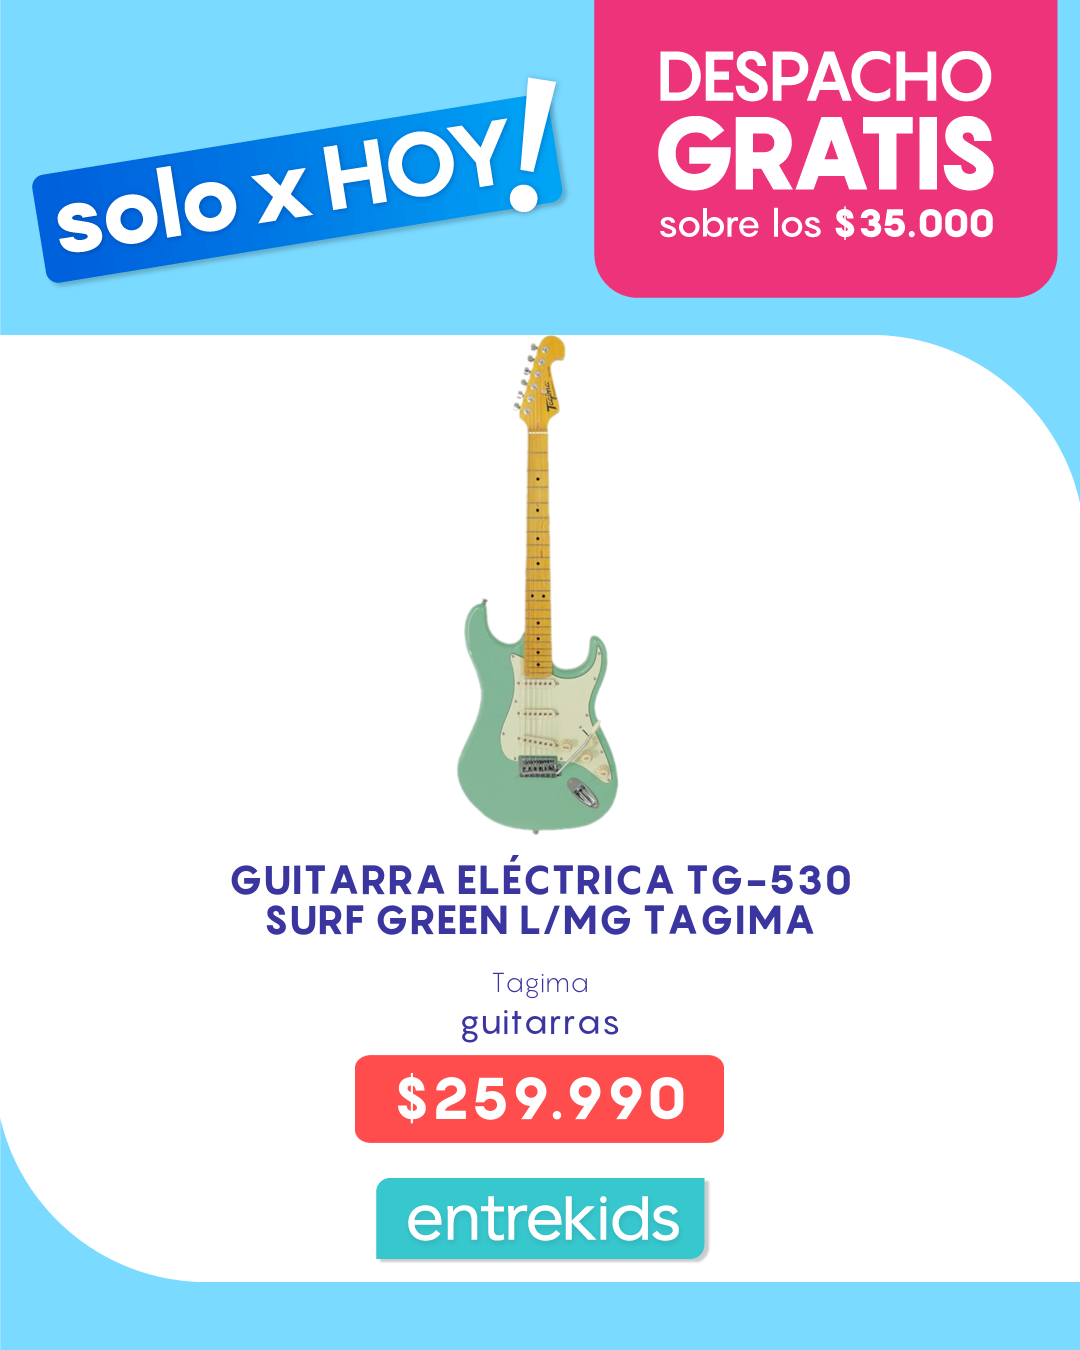 solo x HOY!
DESPACHO
GRATIS
sobre los $35.000
Tagima
GUITARRA ELÉCTRICA TG-530
SURF GREEN L/MG TAGIMA
Tagima
guitarras
$259.990
entrekids